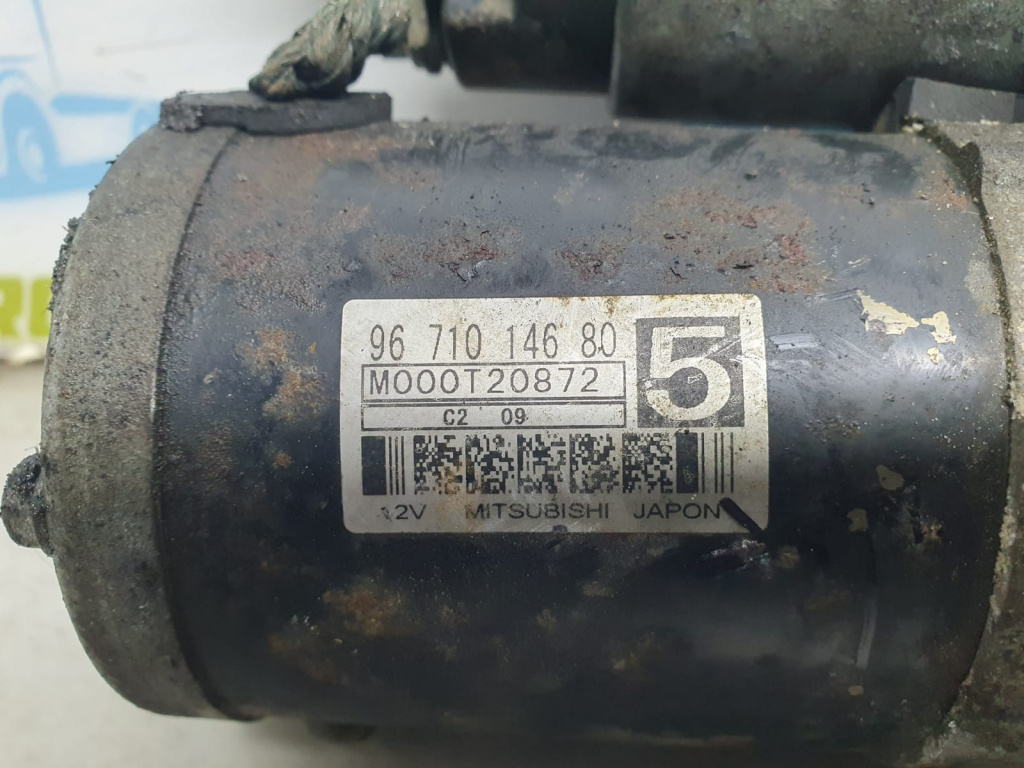 96 710 146 80
5
M000T20872
C2 09
12V MITSUBISHI JAPON